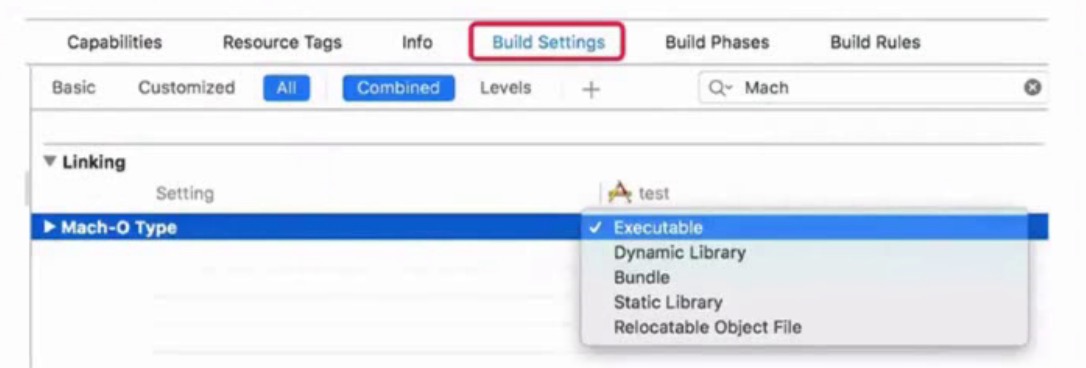 Capabilities Resource Tags Info Build Settings Build Phases Build Rules
Basic Customized All Combined Levels + Mach
Linking
Setting test
Mach-O Type ✓ Executable
Dynamic Library
Bundle
Static Library
Relocatable Object File